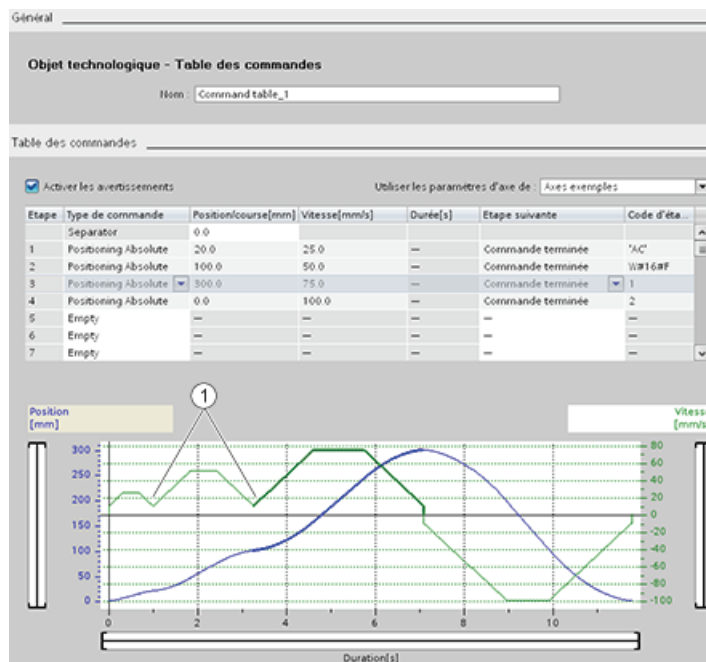 Général
Objet technologique - Table des commandes
Nom : Command table_1
Table des commandes
Activer les avertissements Utiliser les paramètres d'axe de : Axes exemples
Etape Type de commande Position/course[mm] Vitesse[mm/s] Durée[s] Etape suivante Code d'éta...
Separator 0.0
1 Positioning Absolute 20.0 25.0 — Commande terminée 'AC'
2 Positioning Absolute 100.0 50.0 — Commande terminée W#16#F
3 Positioning Absolute 300.0 75.0 — Commande terminée 1
4 Positioning Absolute 0.0 100.0 — Commande terminée 2
5 Empty — — — — —
6 Empty — — — — —
7 Empty — — — — —
1
Position Vitesse
[mm] [mm/s
300 80
250 60
200 40
150 20
100 0
50 -20
0 -40
-60
-80
-100
0 2 4 6 8 10
Duration[s]